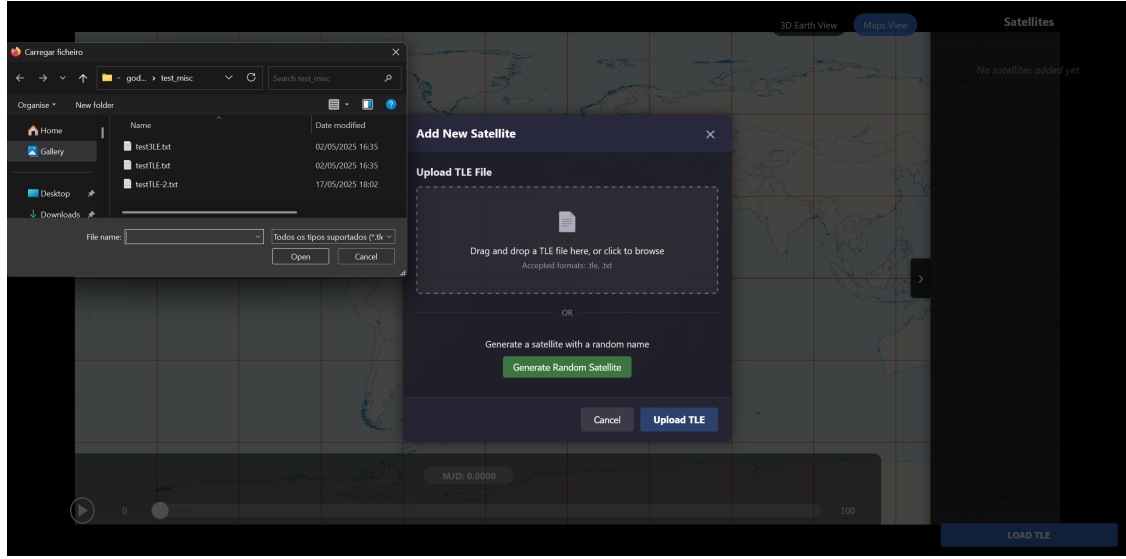 3D Earth View
Maps View
Satellites
No satellites added yet.
Carregar ficheiro
god... › test_misc
Search test_misc
Organise
New folder
Home
Gallery
Desktop
Downloads
Name
Date modified
test3LE.txt
02/05/2025 16:35
testTLE.txt
02/05/2025 16:35
testTLE-2.txt
17/05/2025 18:02
File name:
Todos os tipos suportados (*.tle
Open
Cancel
Add New Satellite
Upload TLE File
Drag and drop a TLE file here, or click to browse
Accepted formats: .tle, .txt
OR
Generate a satellite with a random name
Generate Random Satellite
Cancel
Upload TLE
MJD: 0.0000
0
100
LOAD TLE